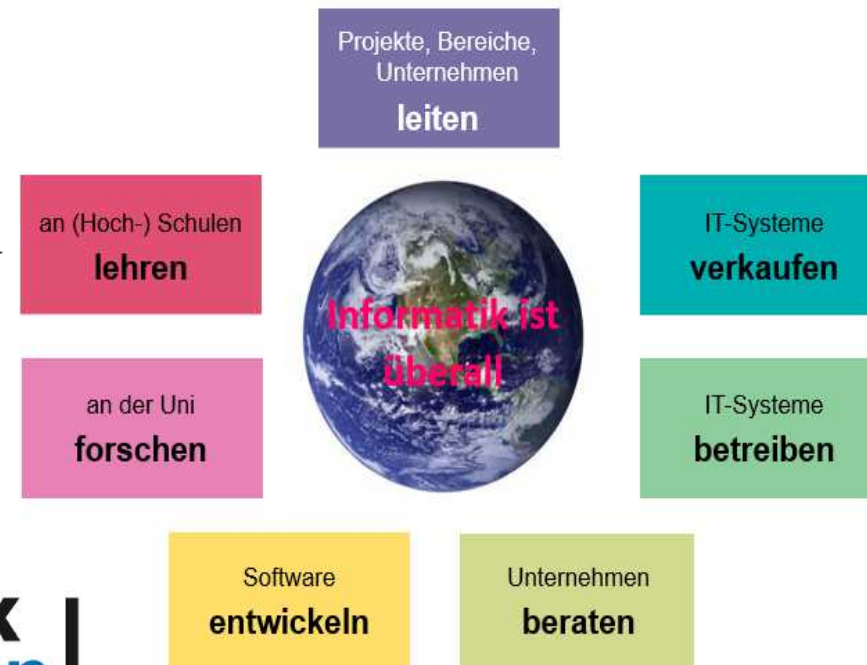 Projekte, Bereiche,
Unternehmen
leiten
an (Hoch-) Schulen
lehren
IT-Systeme
verkaufen
Informatik ist
überall
an der Uni
forschen
IT-Systeme
betreiben
Software
entwickeln
Unternehmen
beraten